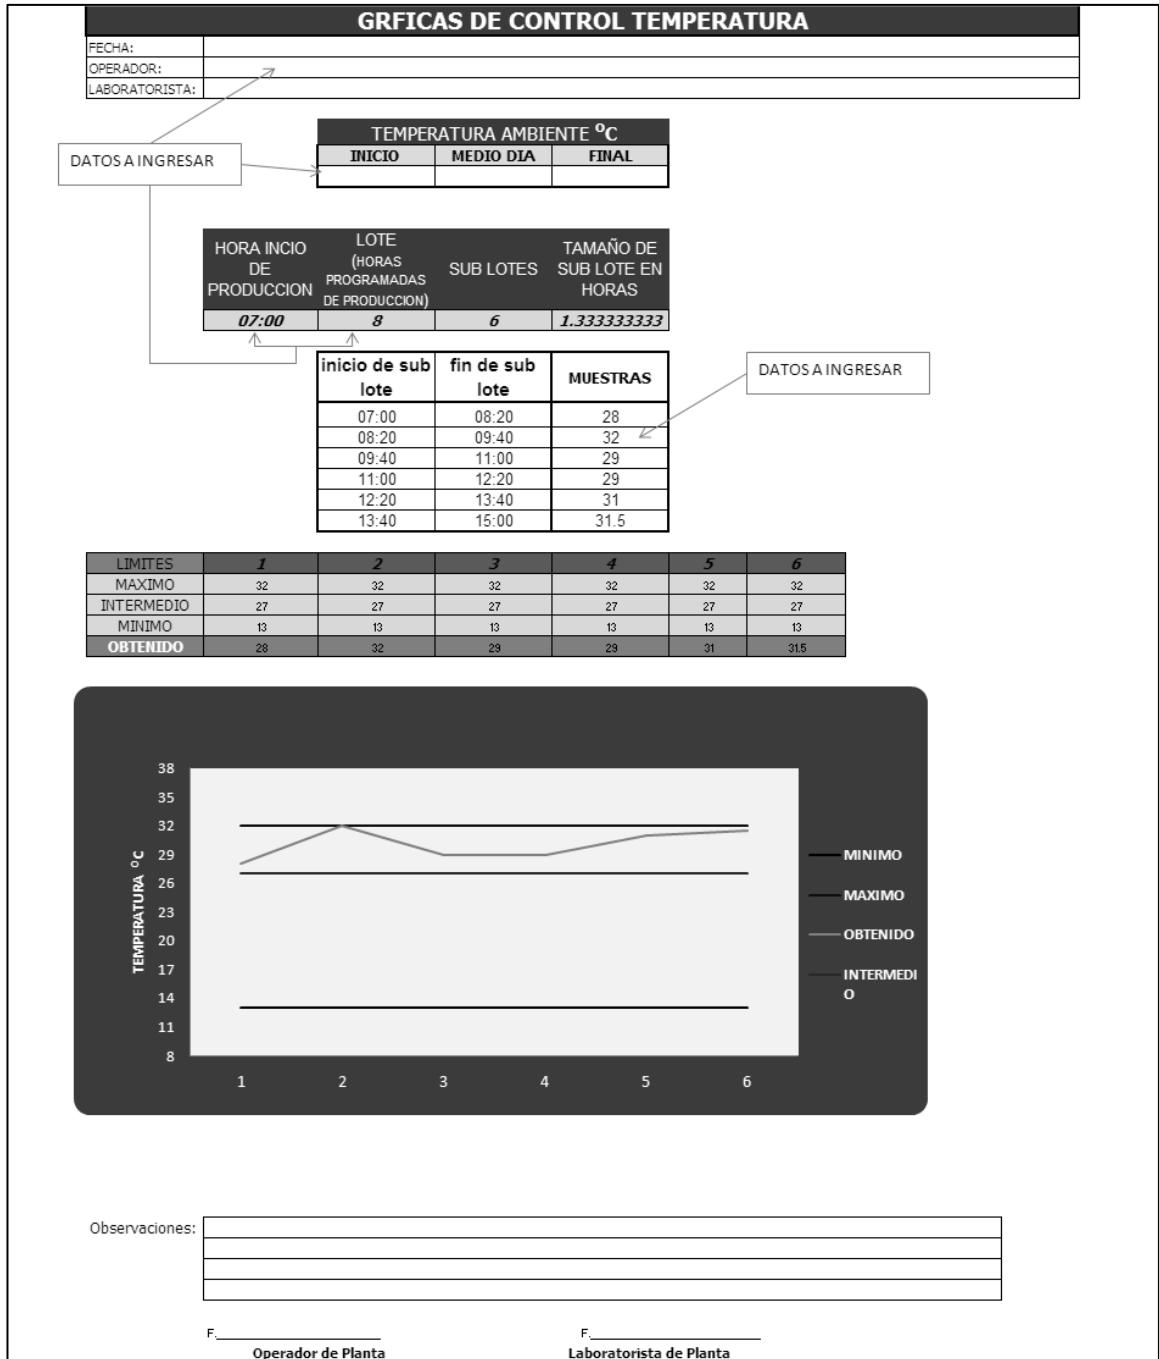 GRFICAS DE CONTROL TEMPERATURA
FECHA:
OPERADOR:
LABORATORISTA:
TEMPERATURA AMBIENTE ºC
INICIO MEDIO DIA FINAL
DATOS A INGRESAR
HORA INCIO DE PRODUCCION
LOTE (HORAS PROGRAMADAS DE PRODUCCION)
SUB LOTES
TAMAÑO DE SUB LOTE EN HORAS
07:00 8 6 1.333333333
inicio de sub lote fin de sub lote MUESTRAS
DATOS A INGRESAR
07:00 08:20 28
08:20 09:40 32
09:40 11:00 29
11:00 12:20 29
12:20 13:40 31
13:40 15:00 31.5
LIMITES 1 2 3 4 5 6
MAXIMO 32 32 32 32 32 32
INTERMEDIO 27 27 27 27 27 27
MINIMO 13 13 13 13 13 13
OBTENIDO 28 32 29 29 31 31.5
TEMPERATURA ºC
38
35
32
29
26
23
20
17
14
11
8
1 2 3 4 5 6
MINIMO
MAXIMO
OBTENIDO
INTERMEDI
O
Observaciones:
F. F.
Operador de Planta Laboratorista de Planta